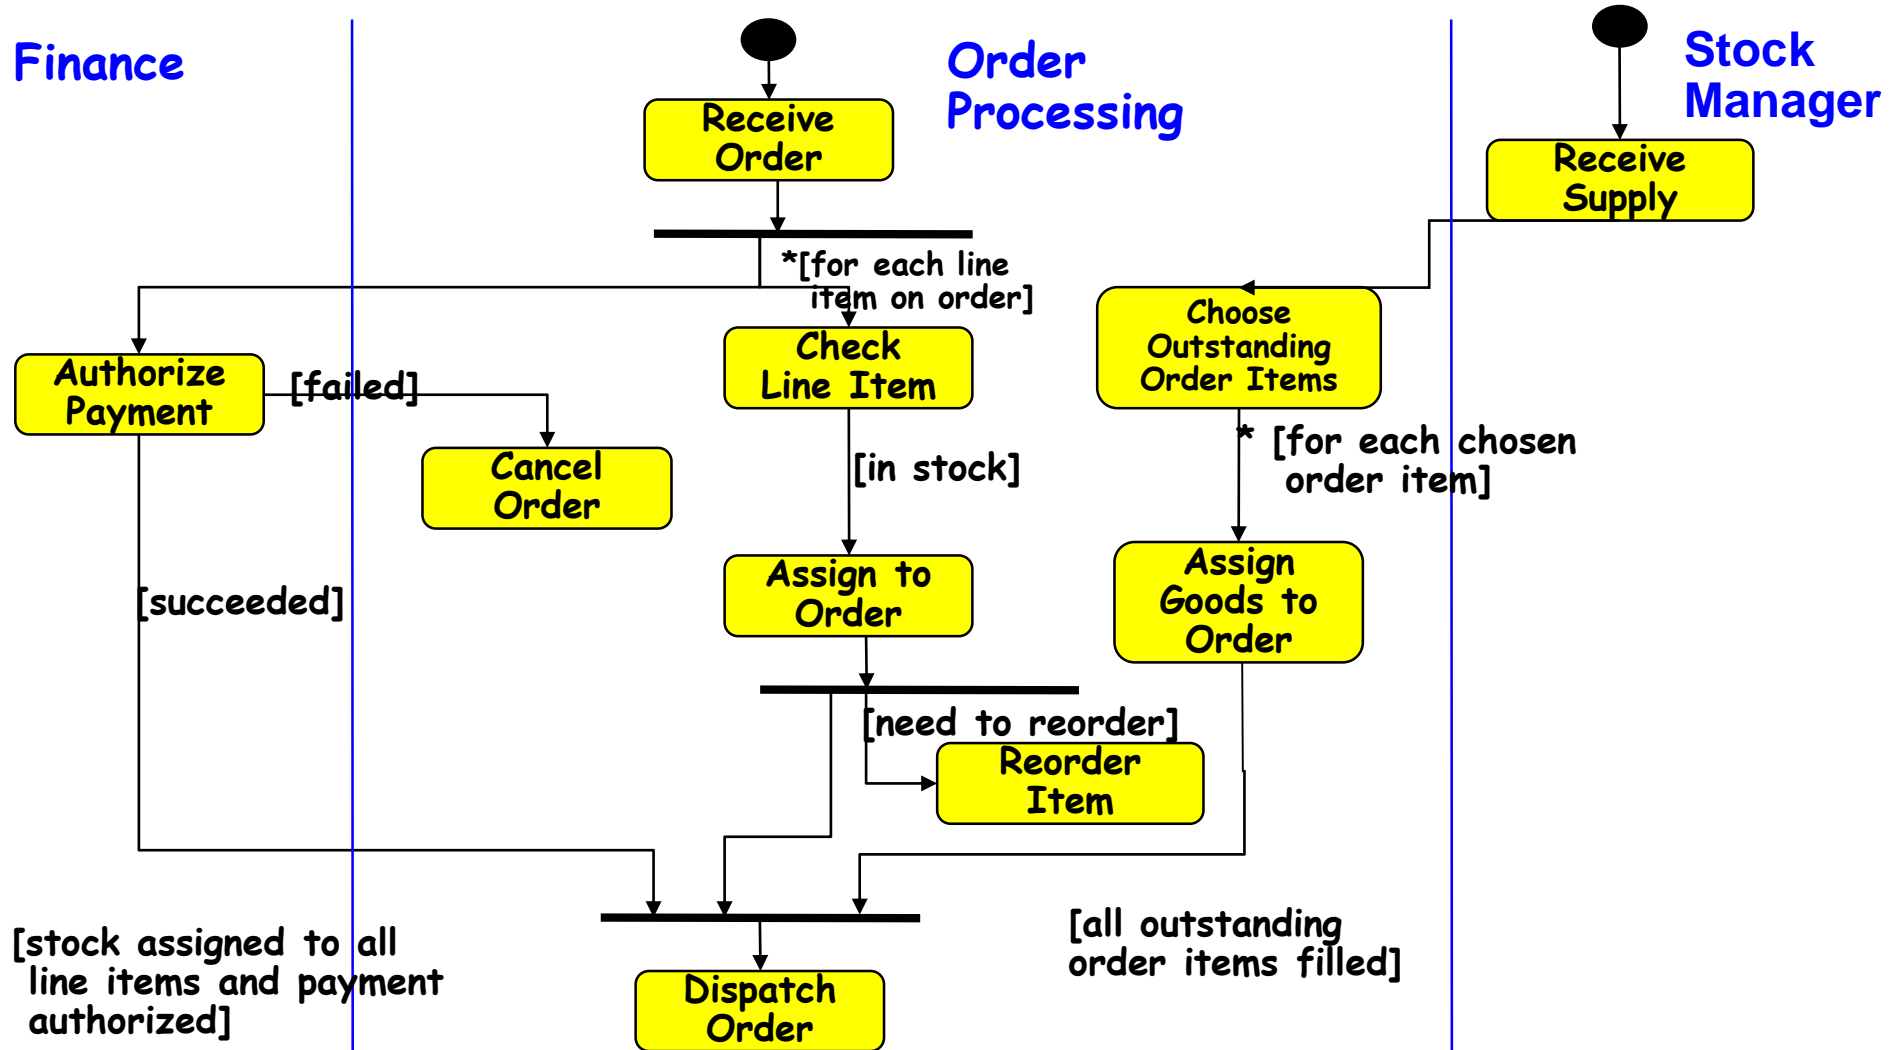 Finance
Order
Processing
Stock
Manager
Receive
Order
Receive
Supply
*[for each line
item on order]
Choose
Outstanding
Order Items
Check
Line Item
Authorize
Payment
[failed]
Cancel
Order
[in stock]
* [for each chosen
order item]
Assign to
Order
Assign
Goods to
Order
[succeeded]
[need to reorder]
Reorder
Item
[stock assigned to all
line items and payment
authorized]
[all outstanding
order items filled]
Dispatch
Order